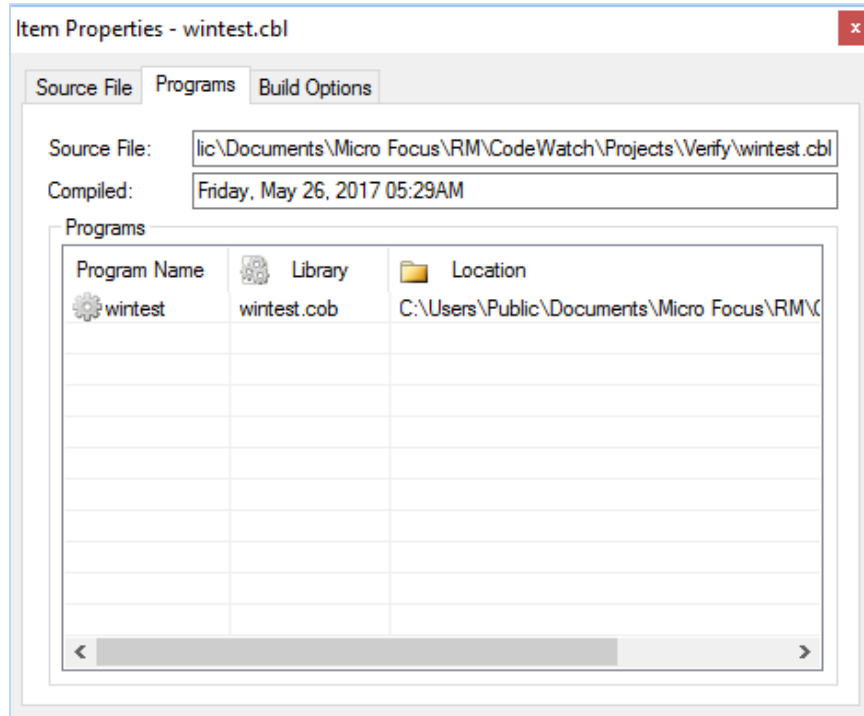 Item Properties - wintest.cbl x
Source File Programs Build Options
Source File: lic\Documents\Micro Focus\RM\CodeWatch\Projects\Verify\wintest.cbl
Compiled: Friday, May 26, 2017 05:29AM
Programs
Program Name Library Location
wintest wintest.cob C:\Users\Public\Documents\Micro Focus\RM\